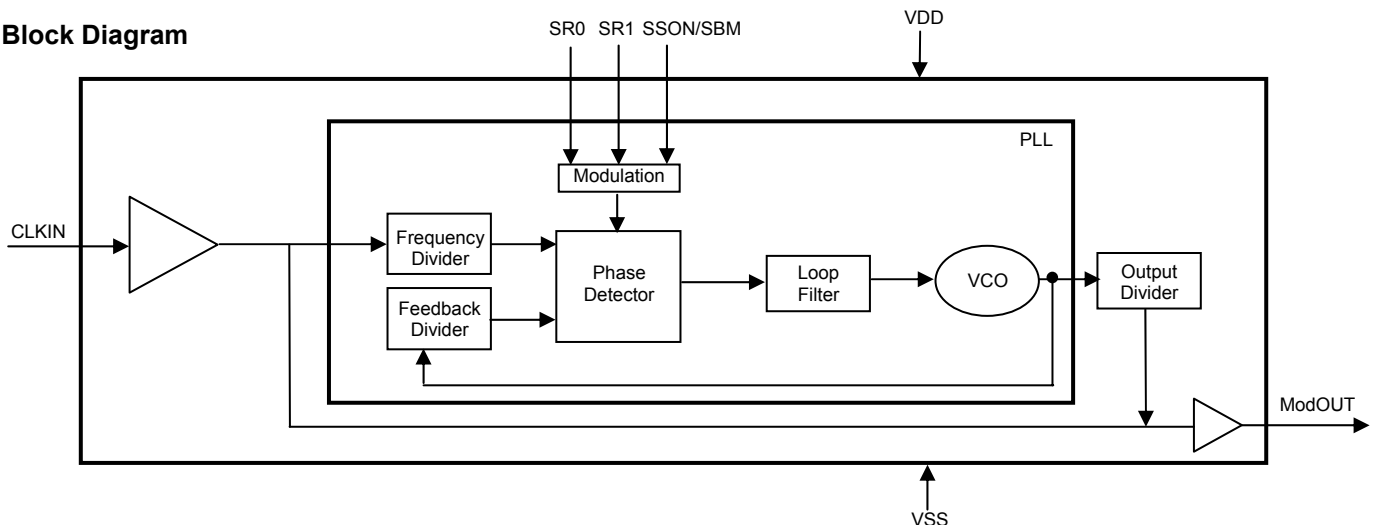 Block Diagram
SR0 SR1 SSON/SBM
VDD
PLL
Modulation
CLKIN
Frequency
Divider
Phase
Detector
Loop
Filter
VCO
Output
Divider
Feedback
Divider
ModOUT
VSS